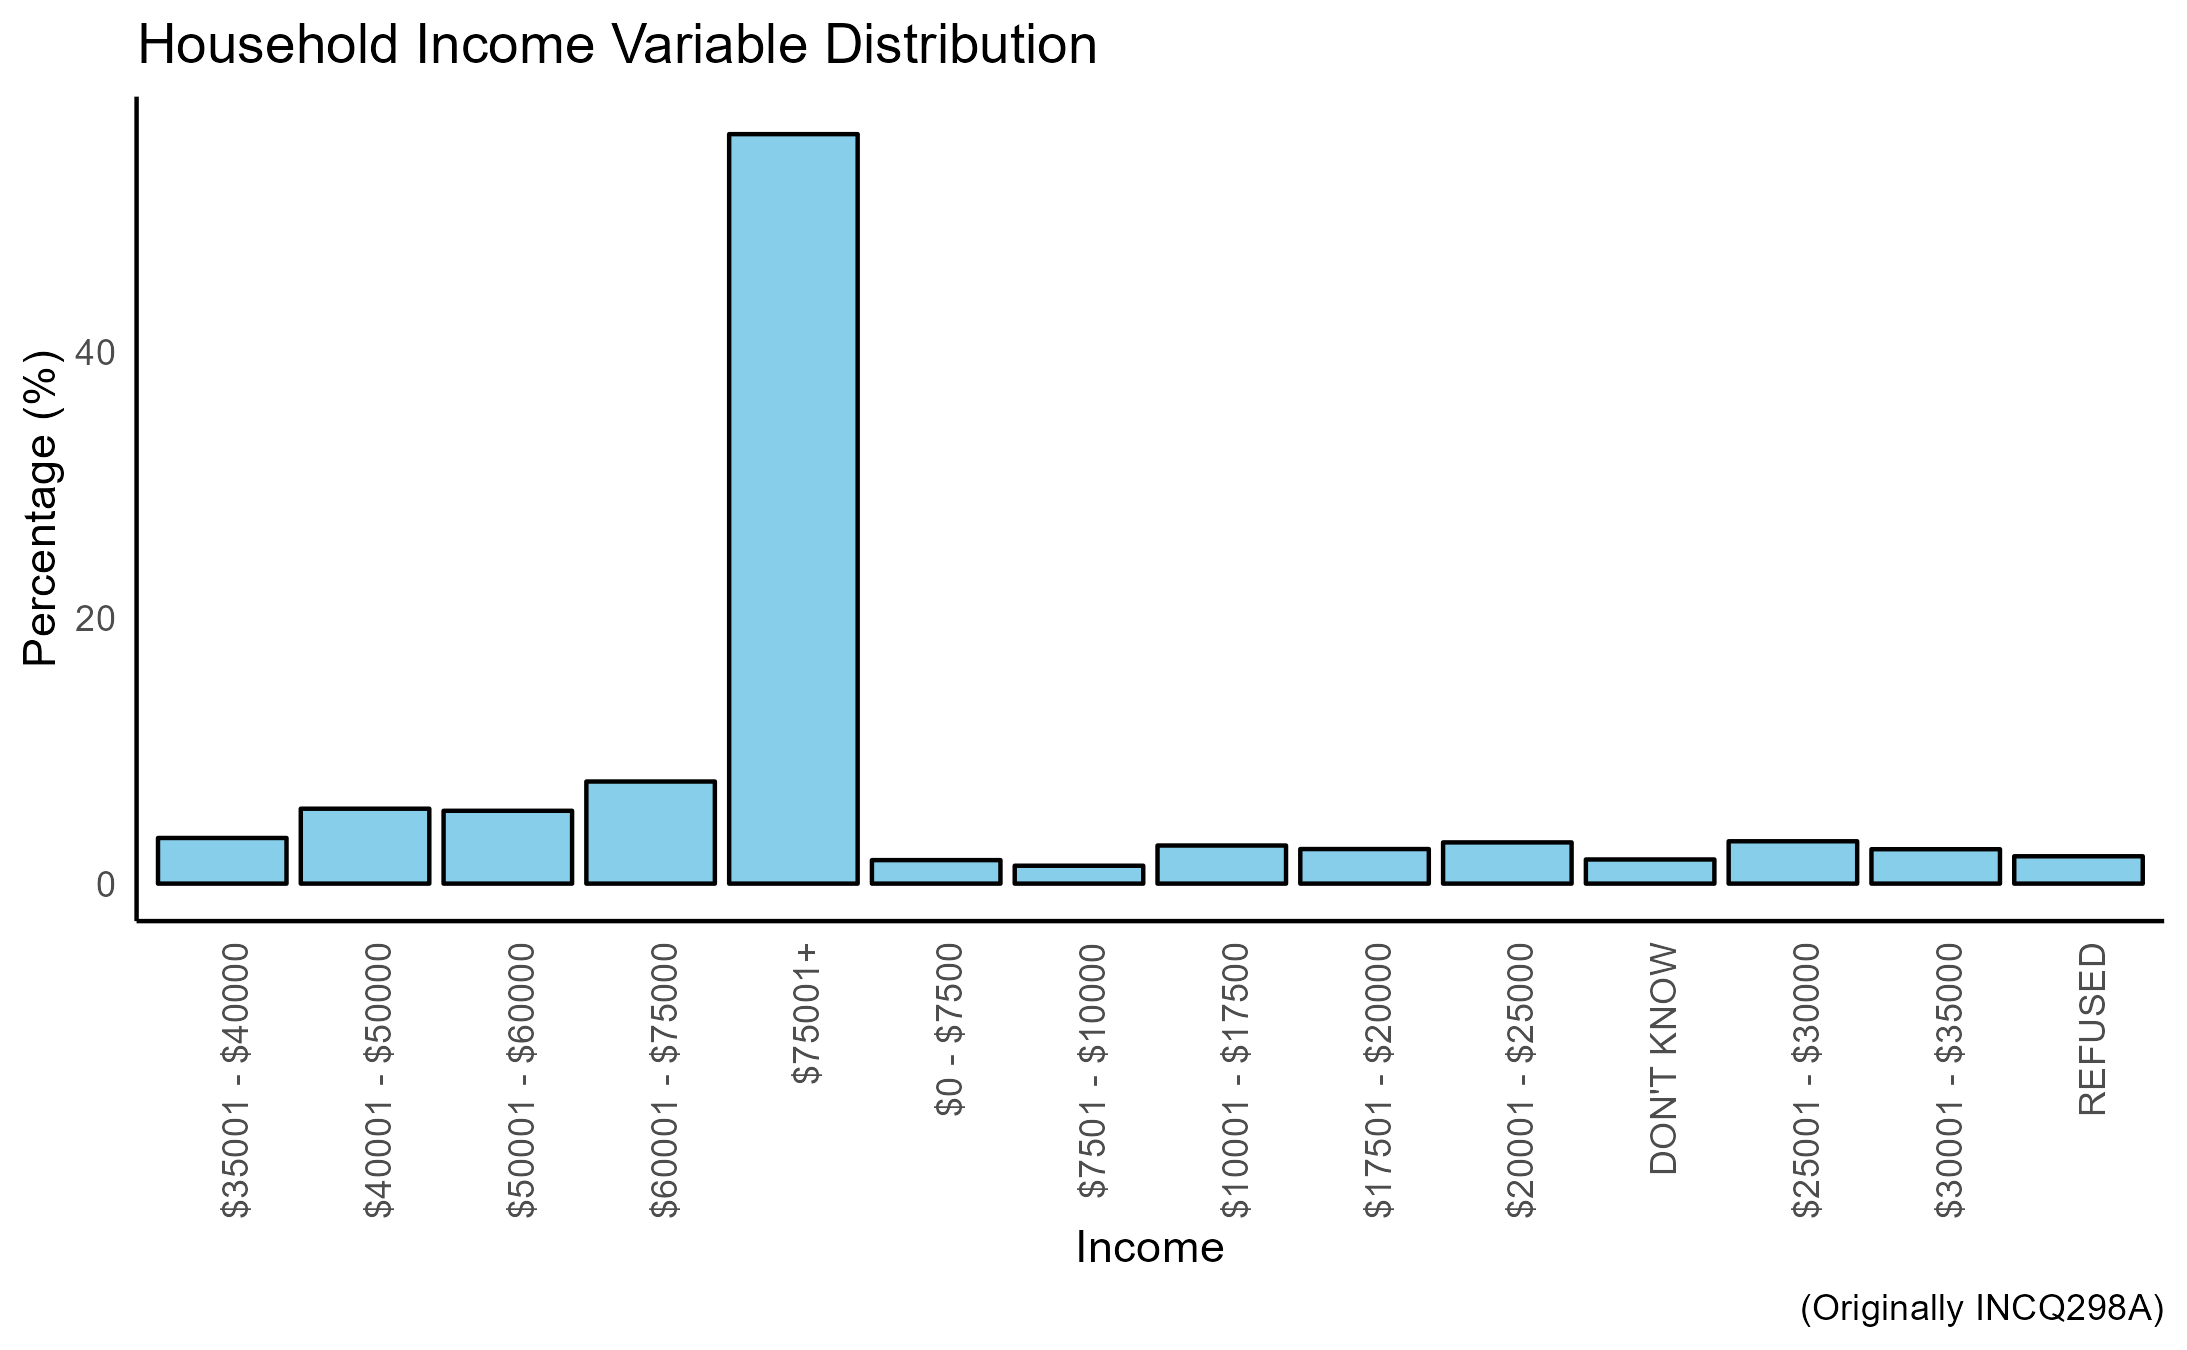 Household Income Variable Distribution
Percentage (%)
40
20
0
$35001 - $40000
$40001 - $50000
$50001 - $60000
$60001 - $75000
$75001+
$0 - $7500
$7501 - $10000
$10001 - $17500
$17501 - $20000
$20001 - $25000
DON'T KNOW
$25001 - $30000
$30001 - $35000
REFUSED
Income
(Originally INCQ298A)